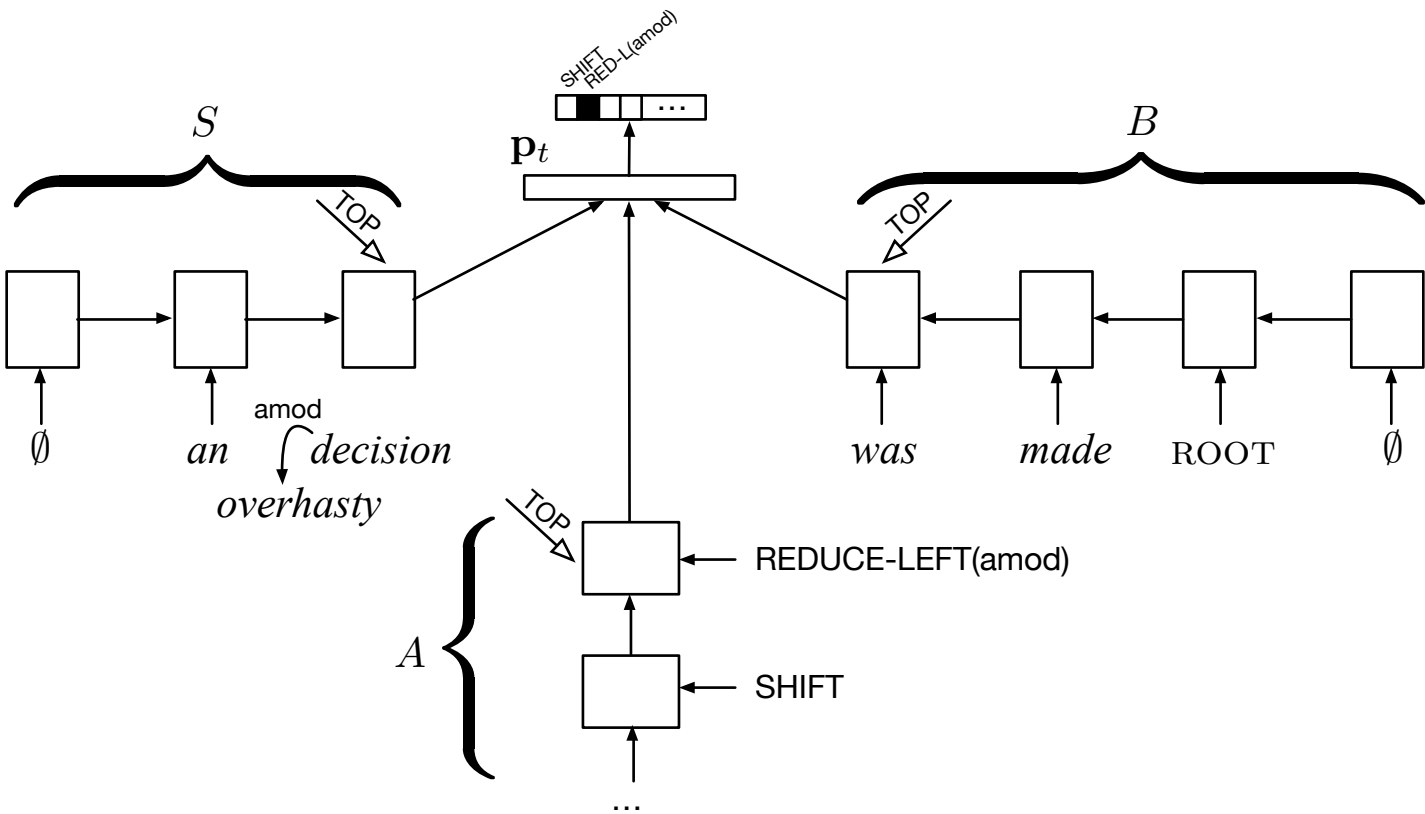 SHIFT
RED-L(amod)
...
S
p_t
B
TOP
TOP
amod
∅ an decision
overhasty
was made ROOT ∅
TOP
REDUCE-LEFT(amod)
A
SHIFT
...